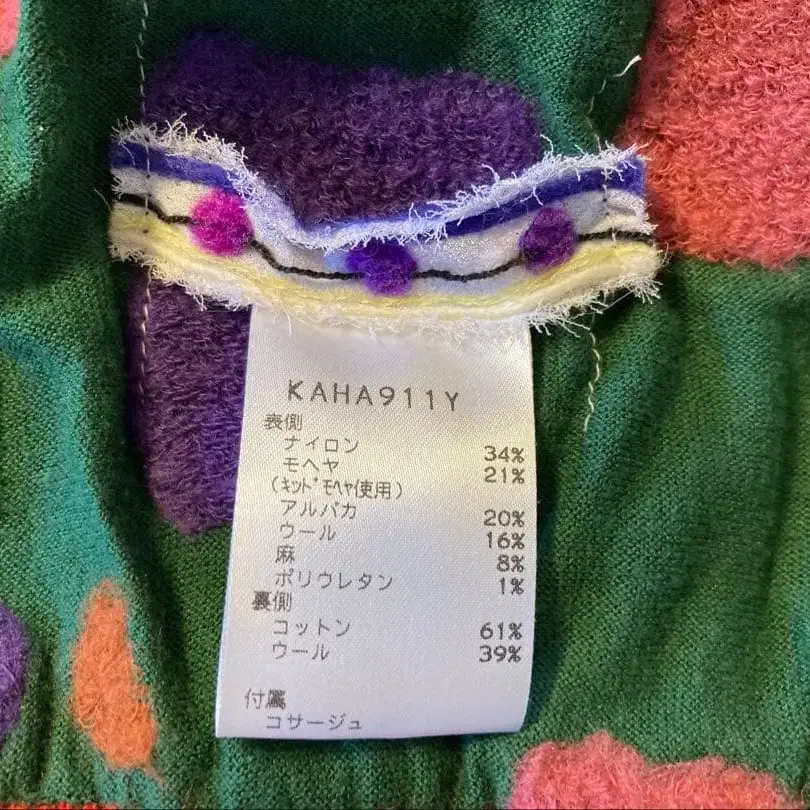 KAHA911Y
表側
ナイロン 34%
モヘヤ 21%
(ｷｯﾄﾞﾓﾍﾔ使用)
アルパカ 20%
ウール 16%
麻 8%
ポリウレタン 1%
裏側
コットン 61%
ウール 39%
付属
コサージュ